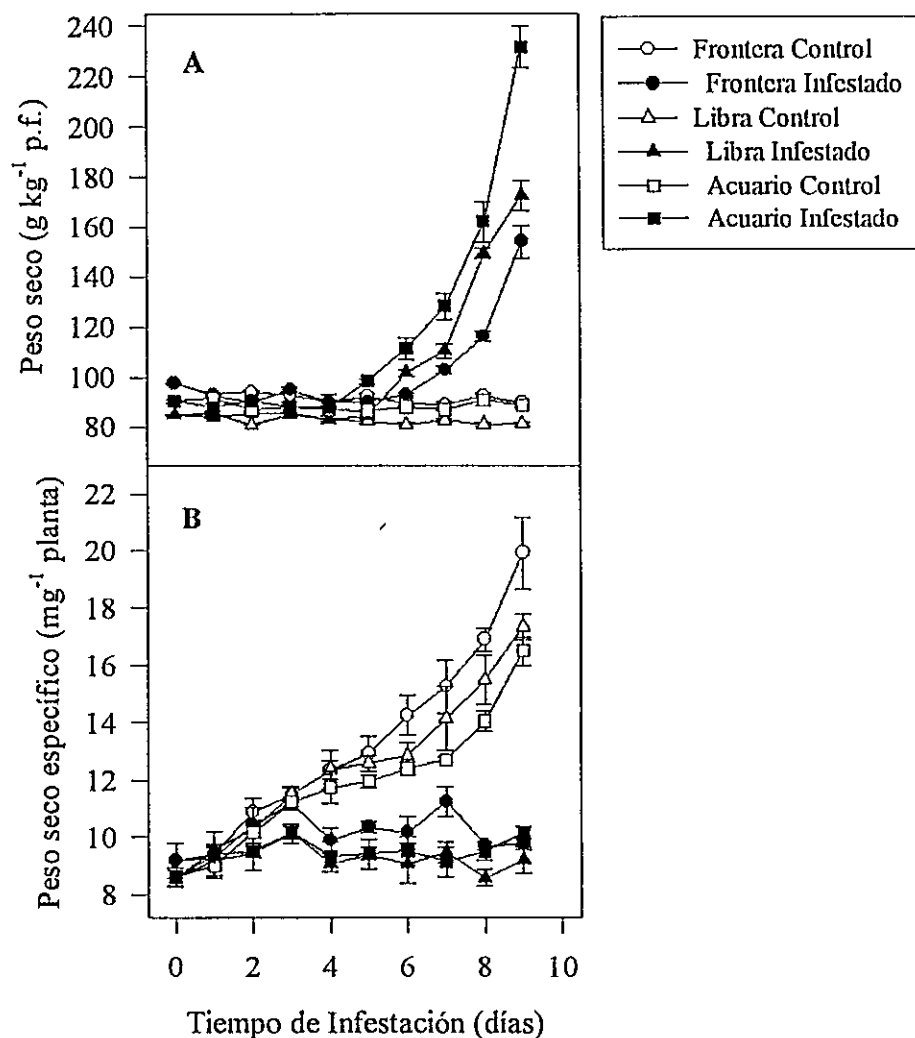 A
240
220
200
180
160
140
120
100
80
Peso seco (g kg⁻¹ p.f.)
Frontera Control
Frontera Infestado
Libra Control
Libra Infestado
Acuario Control
Acuario Infestado
B
22
20
18
16
14
12
10
8
Peso seco específico (mg⁻¹ planta)
0 2 4 6 8 10
Tiempo de Infestación (días)